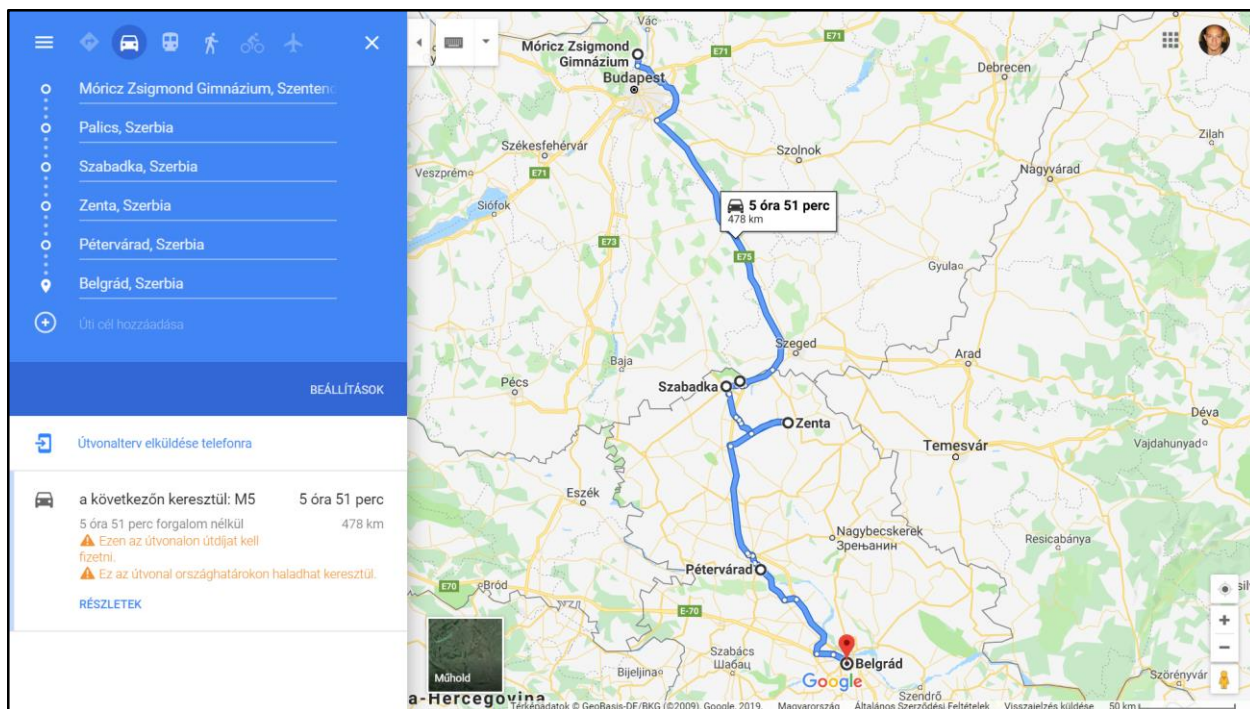 Móricz Zsigmond Gimnázium, Szentend
Palics, Szerbia
Szabadka, Szerbia
Zenta, Szerbia
Pétervárad, Szerbia
Belgrád, Szerbia
Úti cél hozzáadása
BEÁLLÍTÁSOK
Útvonalterv elküldése telefonra
a következőn keresztül: M5
5 óra 51 perc
5 óra 51 perc forgalom nélkül
478 km
Ezen az útvonalon útdíjat kell
fizetni.
Ez az útvonal országhatárokon haladhat keresztül.
RÉSZLETEK
Vác
E71
Móricz Zsigmond
Gimnázium
E71
Budapest
Debrecen
Zilah
Székesfehérvár
Szolnok
Nagyvárad
Veszprém
E71
Siófok
5 óra 51 perc
478 km
E73
E75
Gyula
Szeged
Arad
Baja
Pécs
Szabadka
Déva
Zenta
Temesvár
Vajdahunyad
Eszék
Nagybecskerek
Зрењанин
Resicabánya
Pétervárad
E70
Bród
E-70
Szabács
Шабац
Belgrád
Bijeljina
Google
Szörényvár
Műhold
Szendrő
a-Hercegovina
Térképadatok © GeoBasis-DE/BKG (©2009), Google, 2019. Magyarország Általános Szerződési Feltételek Visszajelzés küldése 50 km